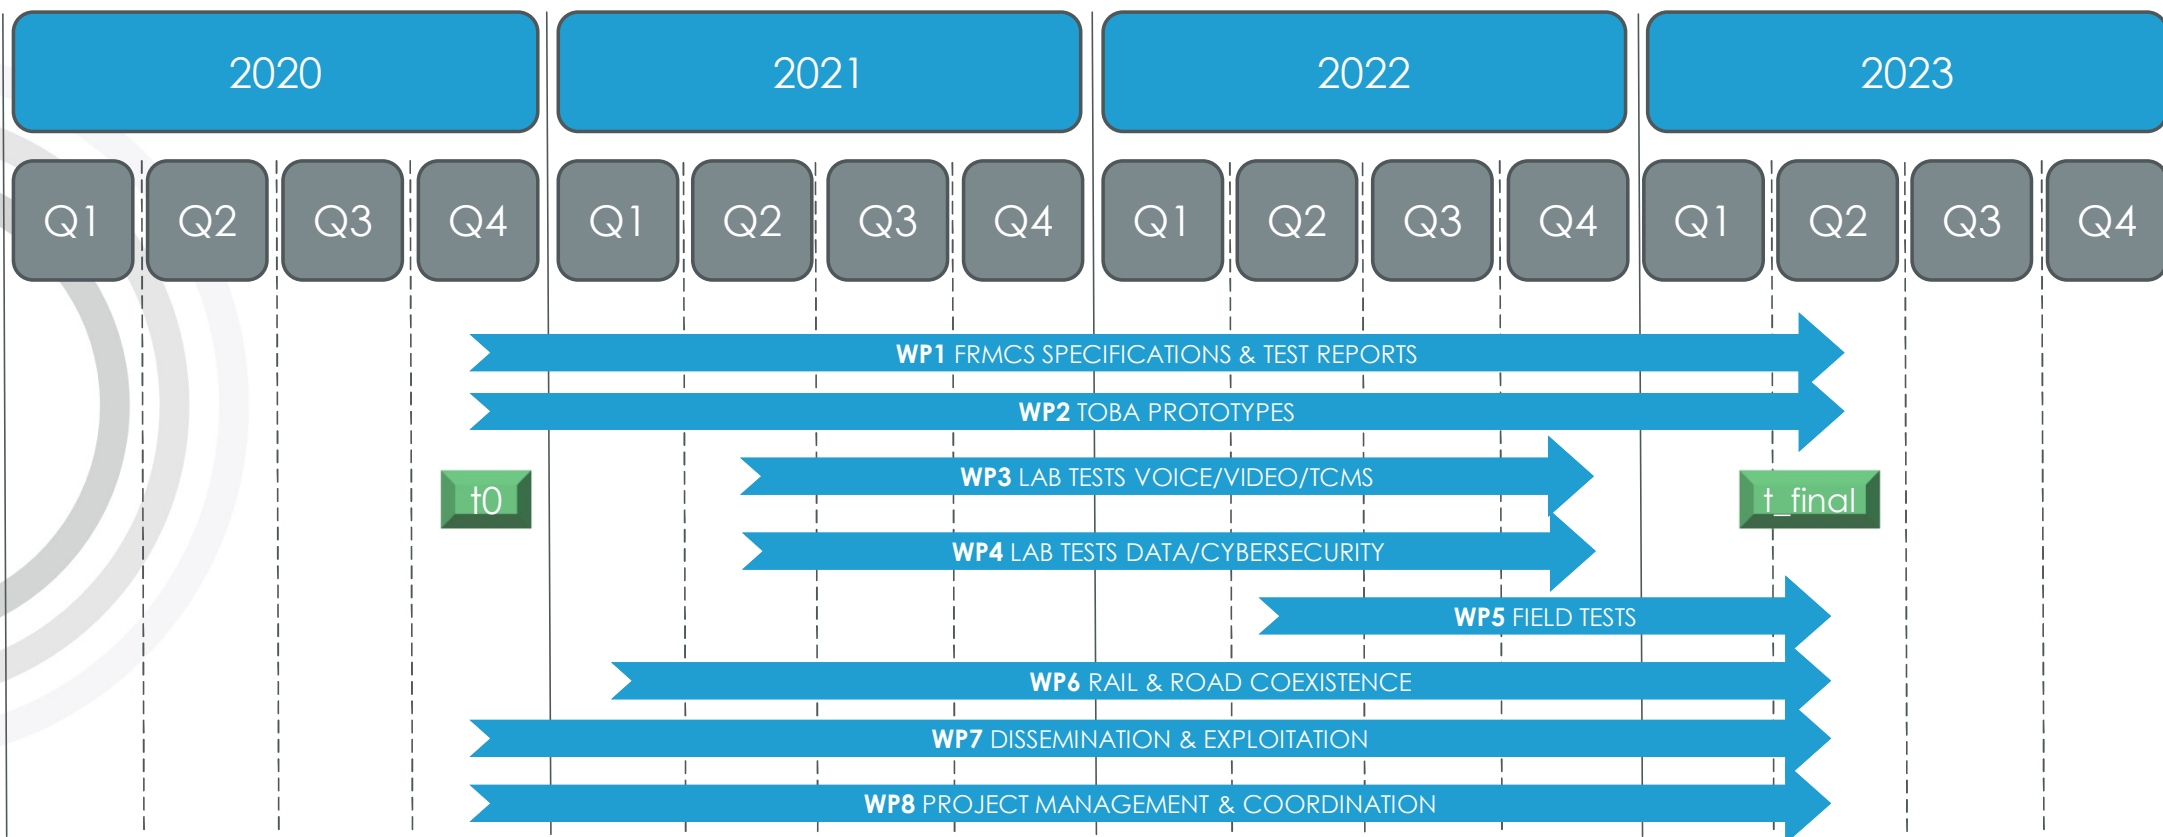 2020
2021
2022
2023
Q1
Q2
Q3
Q4
Q1
Q2
Q3
Q4
Q1
Q2
Q3
Q4
Q1
Q2
Q3
Q4
WP1 FRMCS SPECIFICATIONS & TEST REPORTS
WP2 TOBA PROTOTYPES
WP3 LAB TESTS VOICE/VIDEO/TCMS
t0
t_final
WP4 LAB TESTS DATA/CYBERSECURITY
WP5 FIELD TESTS
WP6 RAIL & ROAD COEXISTENCE
WP7 DISSEMINATION & EXPLOITATION
WP8 PROJECT MANAGEMENT & COORDINATION